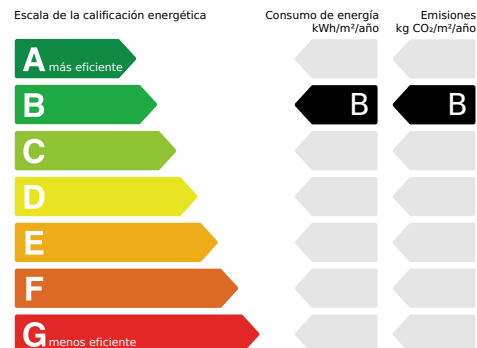 Escala de la calificación energética
Consumo de energía
kWh/m²/año
Emisiones
kg CO₂/m²/año
A más eficiente
B
B
B
C
D
E
F
G menos eficiente